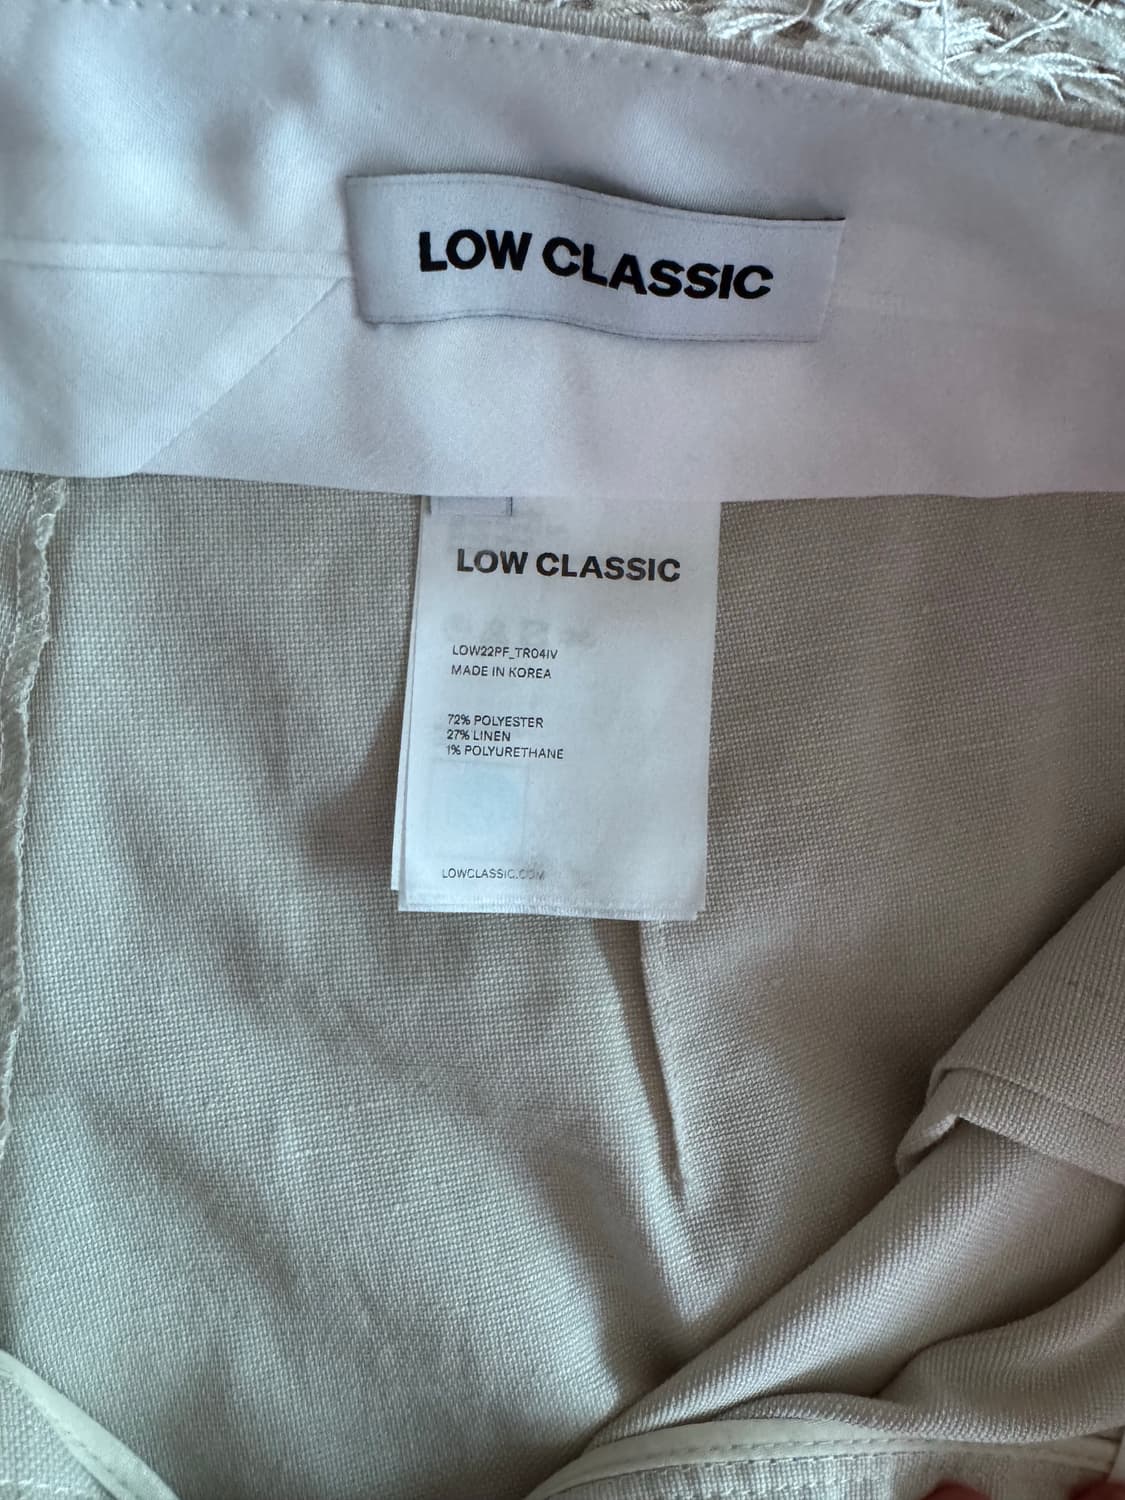 LOW CLASSIC
LOW CLASSIC
LOW22PF_TR04IV
MADE IN KOREA
72% POLYESTER
27% LINEN
1% POLYURETHANE
LOWCLASSIC.COM